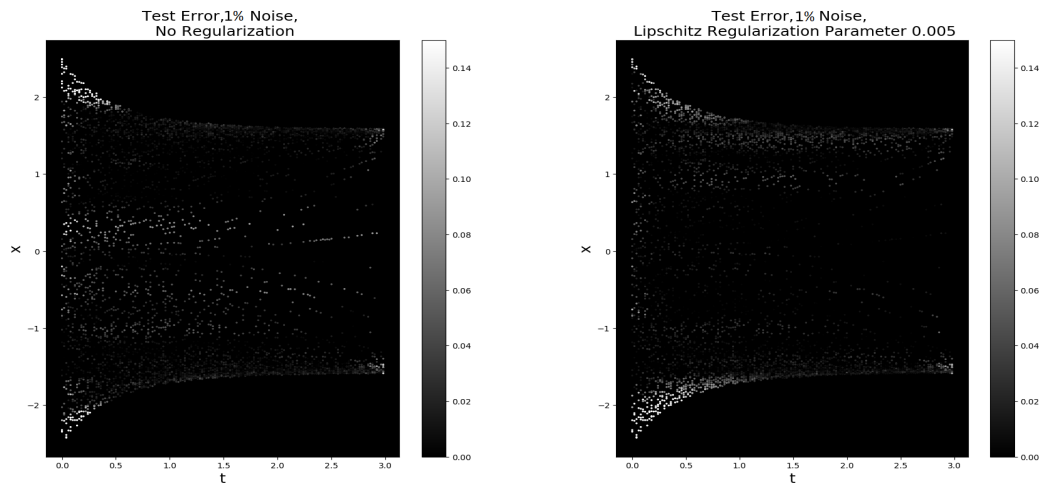 Test Error,1% Noise,
No Regularization
X
2
1
0
−1
−2
0.0 0.5 1.0 1.5 2.0 2.5 3.0
t
0.14
0.12
0.10
0.08
0.06
0.04
0.02
0.00
Test Error,1% Noise,
Lipschitz Regularization Parameter 0.005
X
2
1
0
−1
−2
0.0 0.5 1.0 1.5 2.0 2.5 3.0
t
0.14
0.12
0.10
0.08
0.06
0.04
0.02
0.00